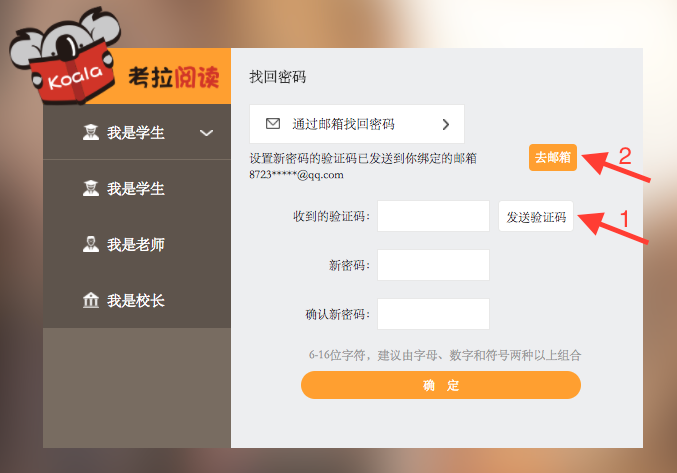 Koala
考拉阅读
找回密码
通过邮箱找回密码
我是学生
设置新密码的验证码已发送到你绑定的邮箱
8723*****@qq.com
去邮箱
2
我是学生
收到的验证码:
发送验证码
1
我是老师
新密码:
我是校长
确认新密码:
6-16位字符，建议由字母、数字和符号两种以上组合
确 定